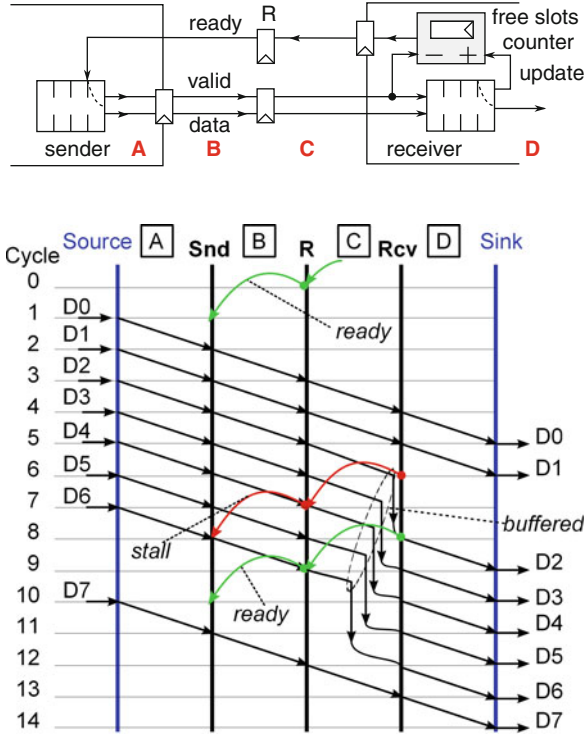 ready
R
free slots
counter
− +
update
valid
data
sender
A
B
C
receiver
D
Cycle
Source
A
Snd
B
R
C
Rcv
D
Sink
0
1
2
3
4
5
6
7
8
9
10
11
12
13
14
D0
D1
D2
D3
D4
D5
D6
D7
ready
stall
ready
buffered
D0
D1
D2
D3
D4
D5
D6
D7